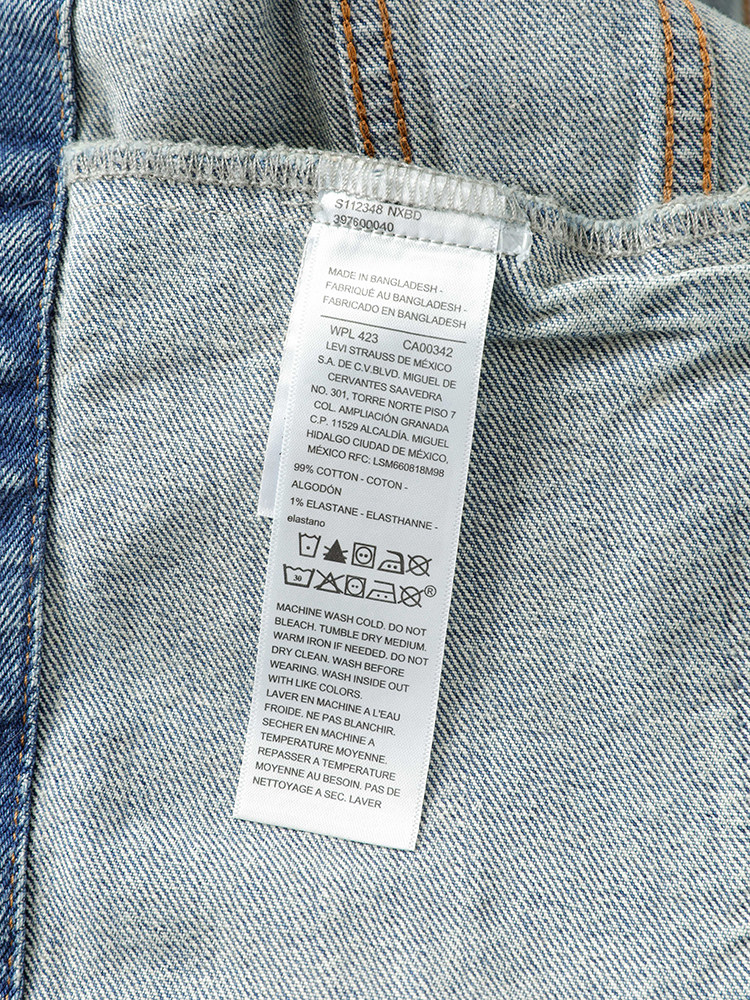 S112348 NXBD
397600040
MADE IN BANGLADESH -
FABRIQUÉ AU BANGLADESH -
FABRICADO EN BANGLADESH
WPL 423 CA00342
LEVI STRAUSS DE MÉXICO
S.A. DE C.V.BLVD. MIGUEL DE
CERVANTES SAAVEDRA
NO. 301, TORRE NORTE PISO 7
COL. AMPLIACIÓN GRANADA
C.P. 11529 ALCALDÍA. MIGUEL
HIDALGO CIUDAD DE MÉXICO,
MÉXICO RFC: LSM660818M98
99% COTTON - COTON -
ALGODÓN
1% ELASTANE - ELASTHANNE -
elastano
30 ®
MACHINE WASH COLD. DO NOT
BLEACH. TUMBLE DRY MEDIUM.
WARM IRON IF NEEDED. DO NOT
DRY CLEAN. WASH BEFORE
WEARING. WASH INSIDE OUT
WITH LIKE COLORS.
LAVER EN MACHINE A L'EAU
FROIDE. NE PAS BLANCHIR.
SECHER EN MACHINE A
TEMPERATURE MOYENNE.
REPASSER A TEMPERATURE
MOYENNE AU BESOIN. PAS DE
NETTOYAGE A SEC. LAVER